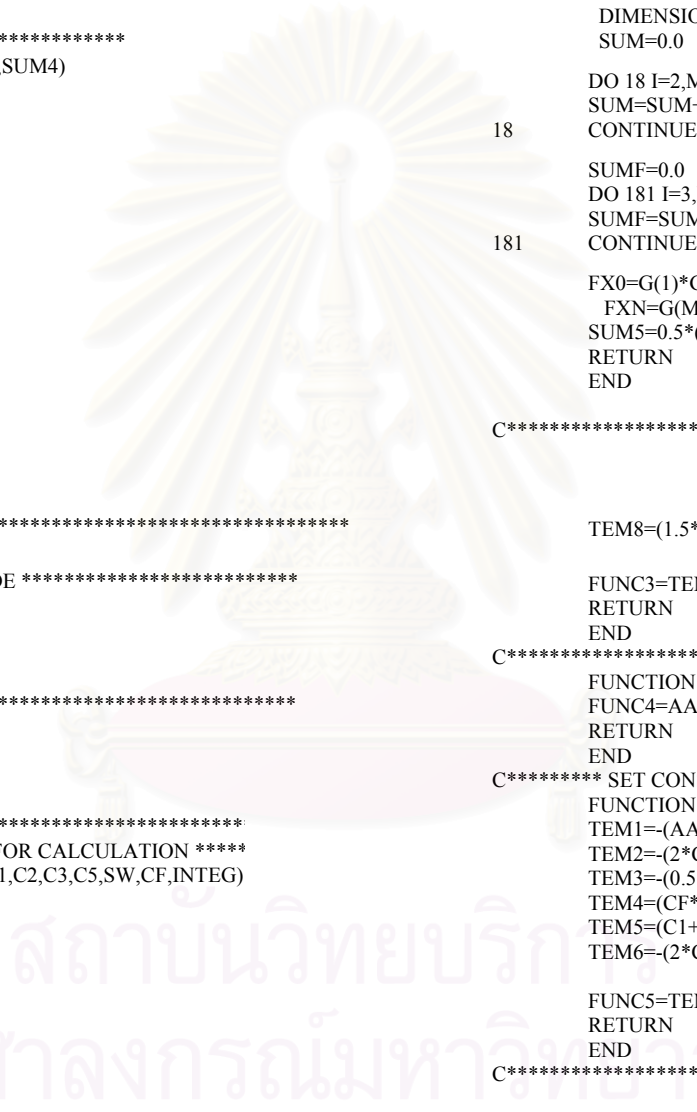 ************
,SUM4)
*********************************
DE **************************
****************************
***********************
FOR CALCULATION *****
1,C2,C3,C5,SW,CF,INTEG)
DIMENSIO
SUM=0.0
DO 18 I=2,M
SUM=SUM+
18 CONTINUE
SUMF=0.0
DO 181 I=3,
SUMF=SUM
181 CONTINUE
FX0=G(1)*G
FXN=G(M
SUM5=0.5*(
RETURN
END
C******************
TEM8=(1.5*
FUNC3=TEM
RETURN
END
C******************
FUNCTION
FUNC4=AA
RETURN
END
C********* SET CON
FUNCTION
TEM1=-(AA
TEM2=-(2*C
TEM3=-(0.5
TEM4=(CF*
TEM5=(C1+
TEM6=-(2*C
FUNC5=TEM
RETURN
END
C******************
สถาบันวิทยบริการ
ฬาลงกรณ์มหาวิทยา